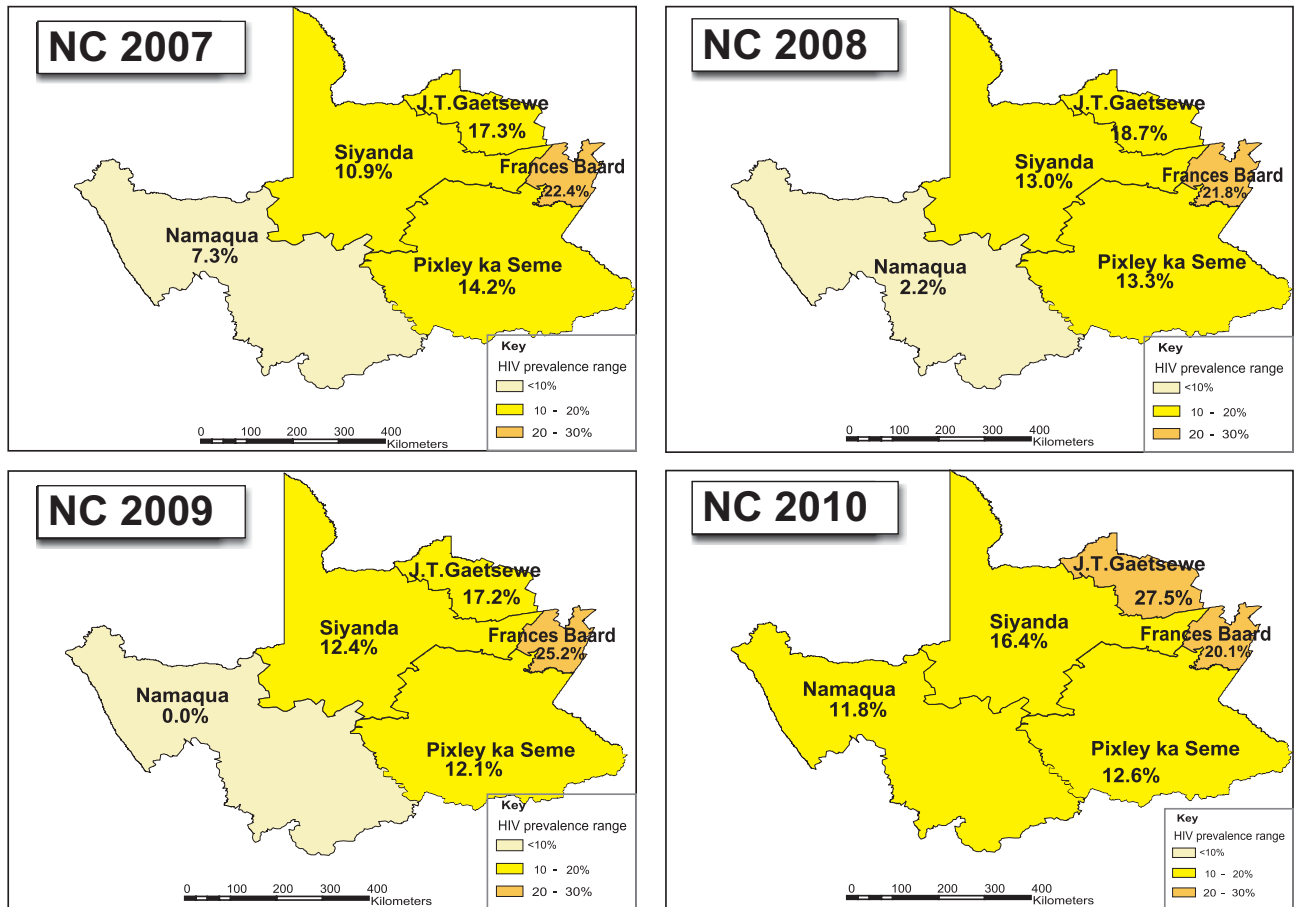 NC 2007
J.T.Gaetsewe
17.3%
Siyanda
10.9%
Frances Baard
22.4%
Namaqua
7.3%
Pixley ka Seme
14.2%
Key
HIV prevalence range
<10%
10 - 20%
20 - 30%
0 100 200 300 400
Kilometers
NC 2008
J.T.Gaetsewe
18.7%
Siyanda
13.0%
Frances Baard
21.8%
Namaqua
2.2%
Pixley ka Seme
13.3%
Key
HIV prevalence range
<10%
10 - 20%
20 - 30%
0 100 200 300 400
Kilometers
NC 2009
J.T.Gaetsewe
17.2%
Siyanda
12.4%
Frances Baard
25.2%
Namaqua
0.0%
Pixley ka Seme
12.1%
Key
HIV prevalence range
<10%
10 - 20%
20 - 30%
0 100 200 300 400
Kilometers
NC 2010
J.T.Gaetsewe
27.5%
Siyanda
16.4%
Frances Baard
20.1%
Namaqua
11.8%
Pixley ka Seme
12.6%
Key
HIV prevalence range
<10%
10 - 20%
20 - 30%
0 100 200 300 400
Kilometers